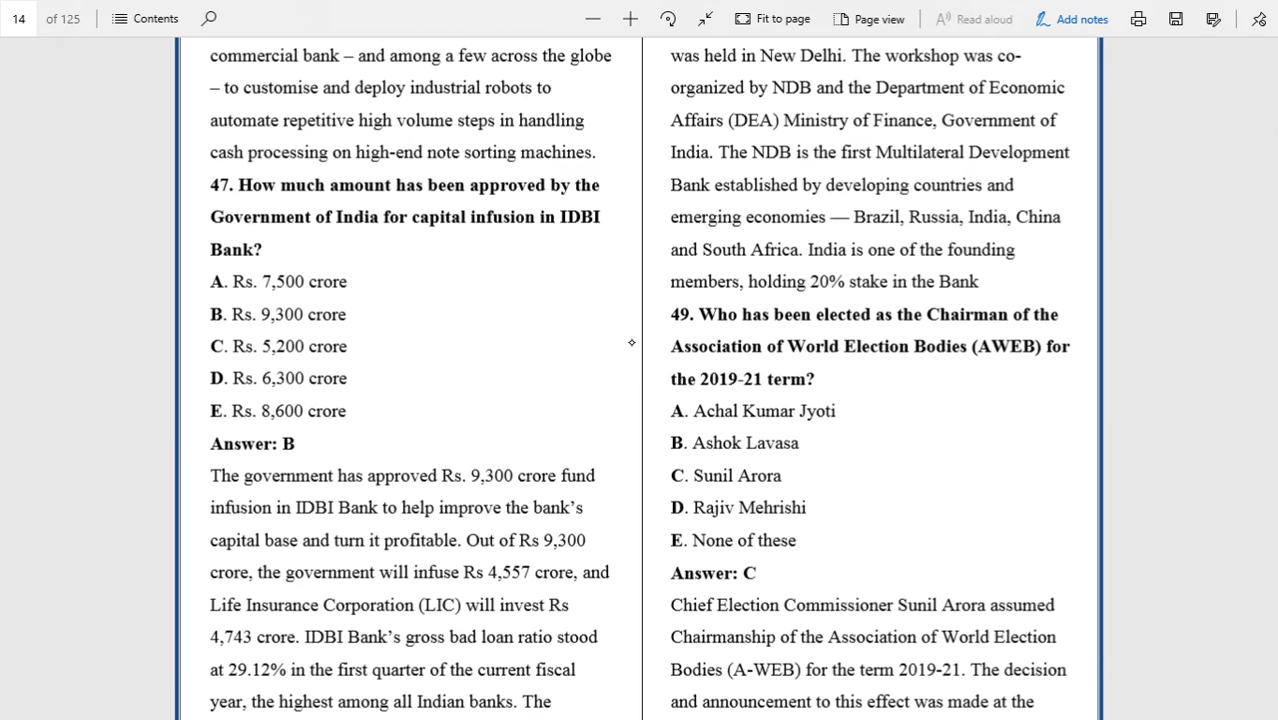 14 of 125 Contents Fit to page Page view Read aloud Add notes
commercial bank – and among a few across the globe
– to customise and deploy industrial robots to
automate repetitive high volume steps in handling
cash processing on high-end note sorting machines.
47. How much amount has been approved by the
Government of India for capital infusion in IDBI
Bank?
A. Rs. 7,500 crore
B. Rs. 9,300 crore
C. Rs. 5,200 crore
D. Rs. 6,300 crore
E. Rs. 8,600 crore
Answer: B
The government has approved Rs. 9,300 crore fund
infusion in IDBI Bank to help improve the bank’s
capital base and turn it profitable. Out of Rs 9,300
crore, the government will infuse Rs 4,557 crore, and
Life Insurance Corporation (LIC) will invest Rs
4,743 crore. IDBI Bank’s gross bad loan ratio stood
at 29.12% in the first quarter of the current fiscal
year, the highest among all Indian banks. The
was held in New Delhi. The workshop was co-
organized by NDB and the Department of Economic
Affairs (DEA) Ministry of Finance, Government of
India. The NDB is the first Multilateral Development
Bank established by developing countries and
emerging economies — Brazil, Russia, India, China
and South Africa. India is one of the founding
members, holding 20% stake in the Bank
49. Who has been elected as the Chairman of the
Association of World Election Bodies (AWEB) for
the 2019-21 term?
A. Achal Kumar Jyoti
B. Ashok Lavasa
C. Sunil Arora
D. Rajiv Mehrishi
E. None of these
Answer: C
Chief Election Commissioner Sunil Arora assumed
Chairmanship of the Association of World Election
Bodies (A-WEB) for the term 2019-21. The decision
and announcement to this effect was made at the